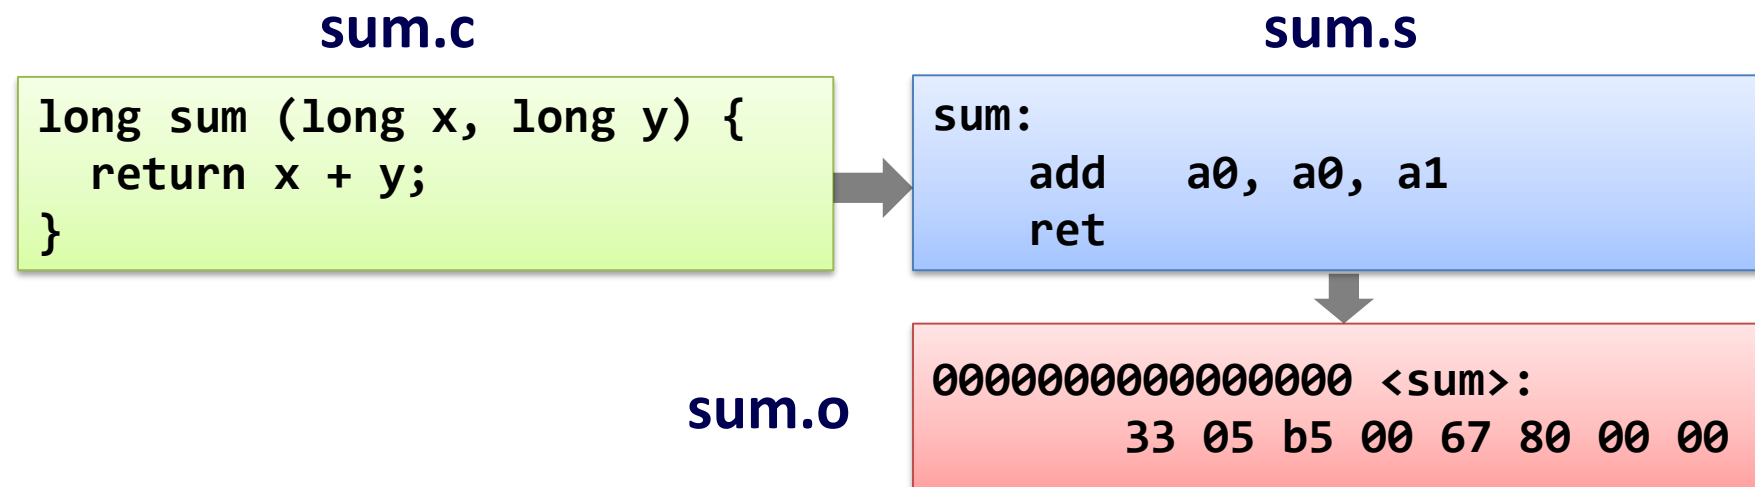 sum.c
long sum (long x, long y) {
  return x + y;
}
sum.s
sum:
    add   a0, a0, a1
    ret
sum.o
0000000000000000 <sum>:
    33 05 b5 00 67 80 00 00